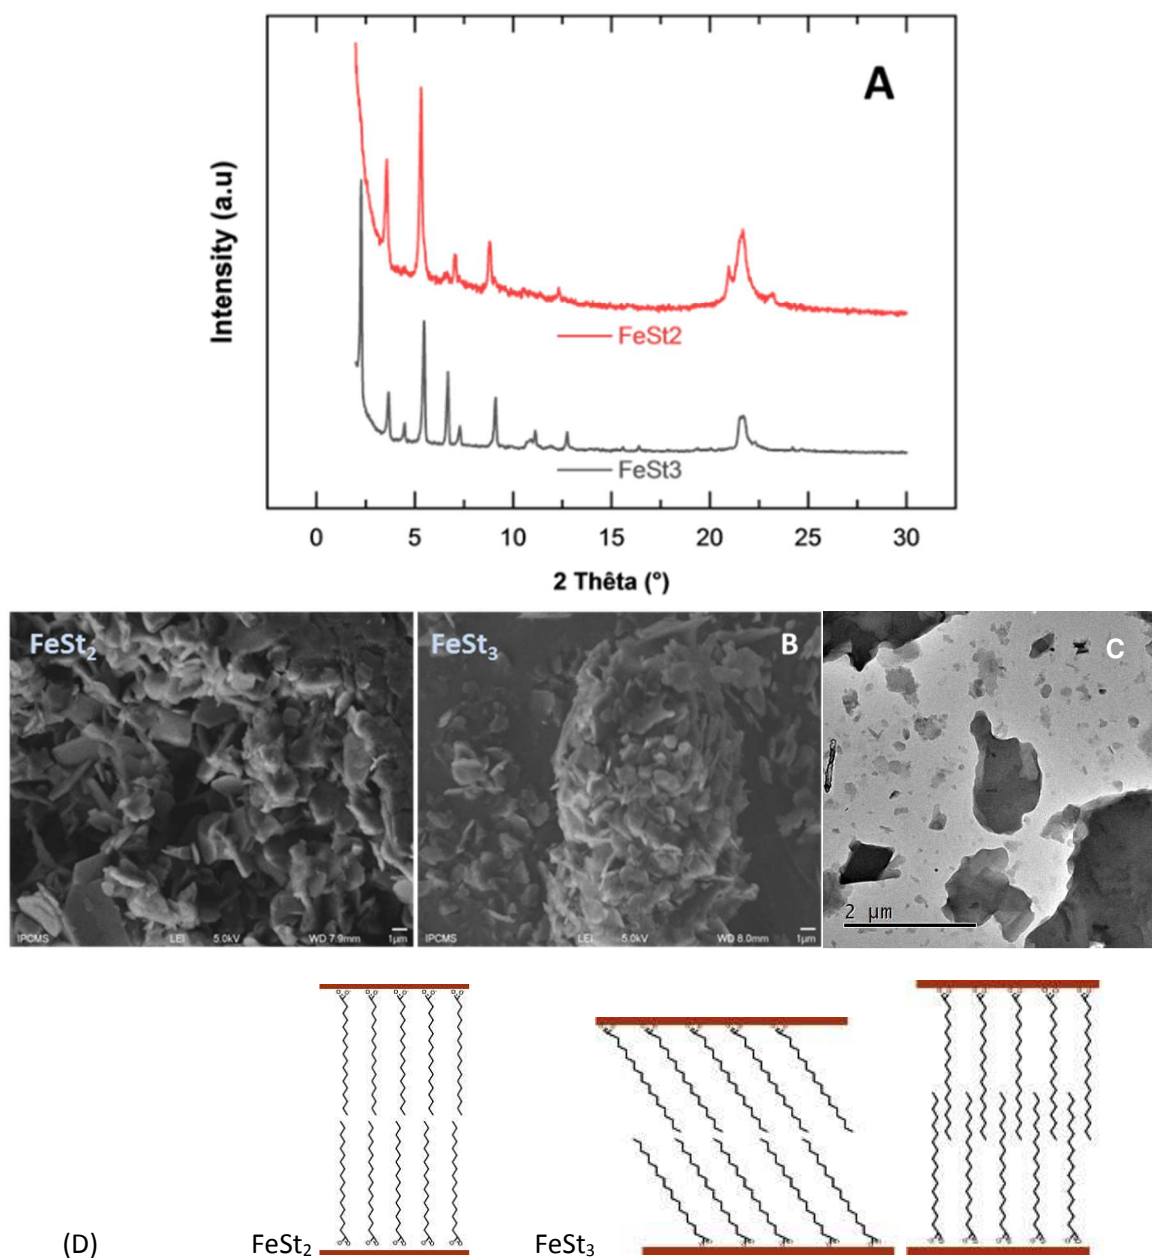 A
Intensity (a.u)
FeSt2
FeSt3
0 5 10 15 20 25 30
2 Thêta (°)
FeSt2
IPCMS LEI 5.0kV WD 7.9mm 1µm
FeSt3 B
IPCMS LEI 5.0kV WD 8.0mm 1µm
C
2 µm
(D) FeSt2 FeSt3